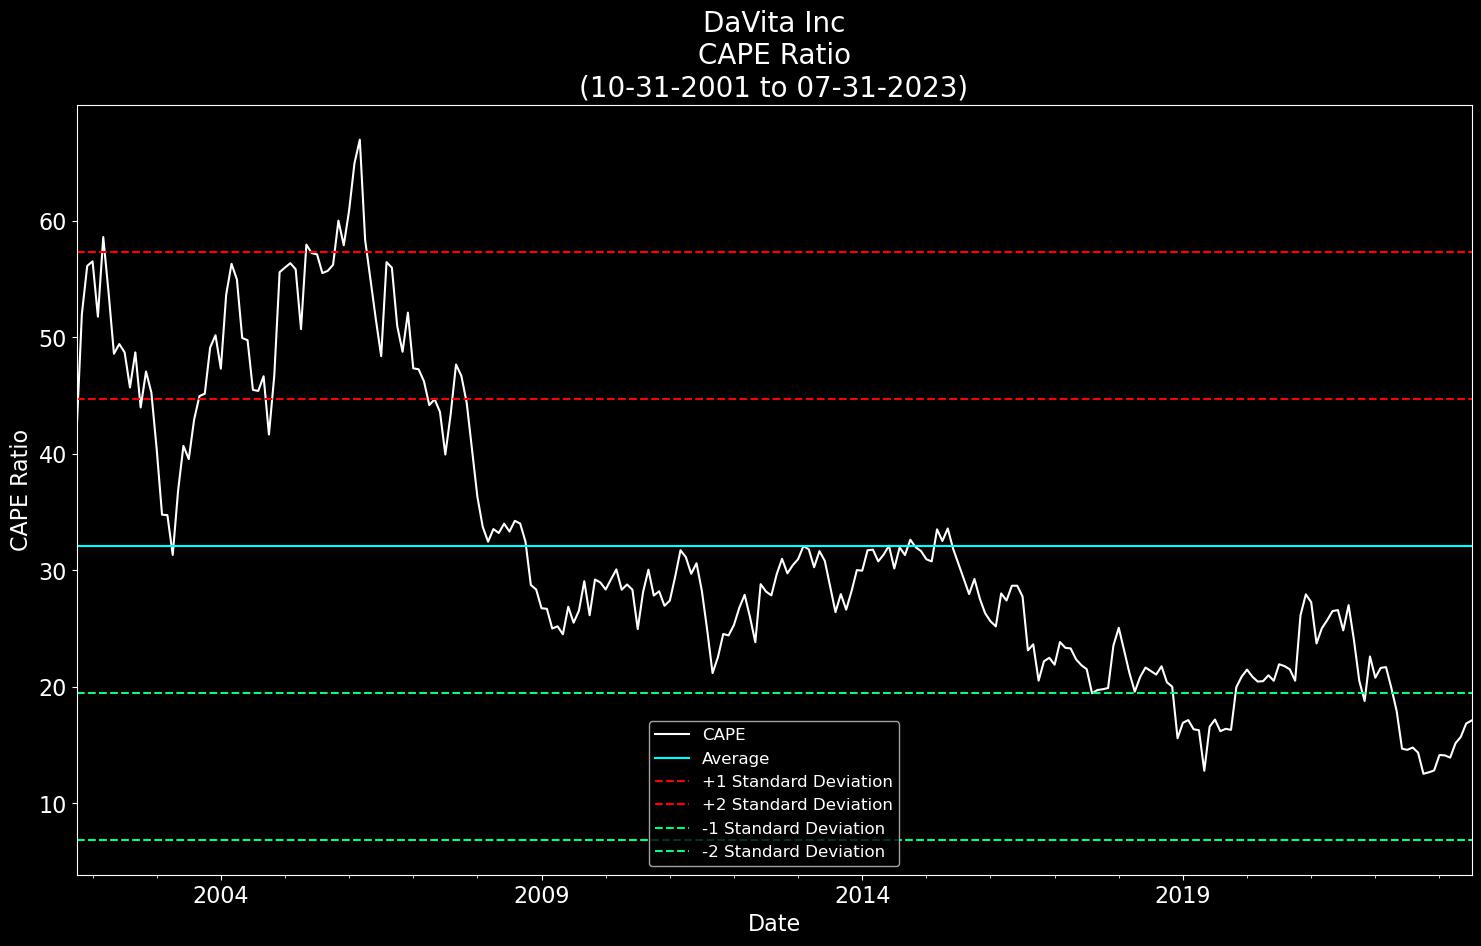 DaVita Inc
CAPE Ratio
(10-31-2001 to 07-31-2023)
CAPE Ratio
60
50
40
30
20
10
CAPE
Average
+1 Standard Deviation
+2 Standard Deviation
-1 Standard Deviation
-2 Standard Deviation
2004 2009 2014 2019
Date